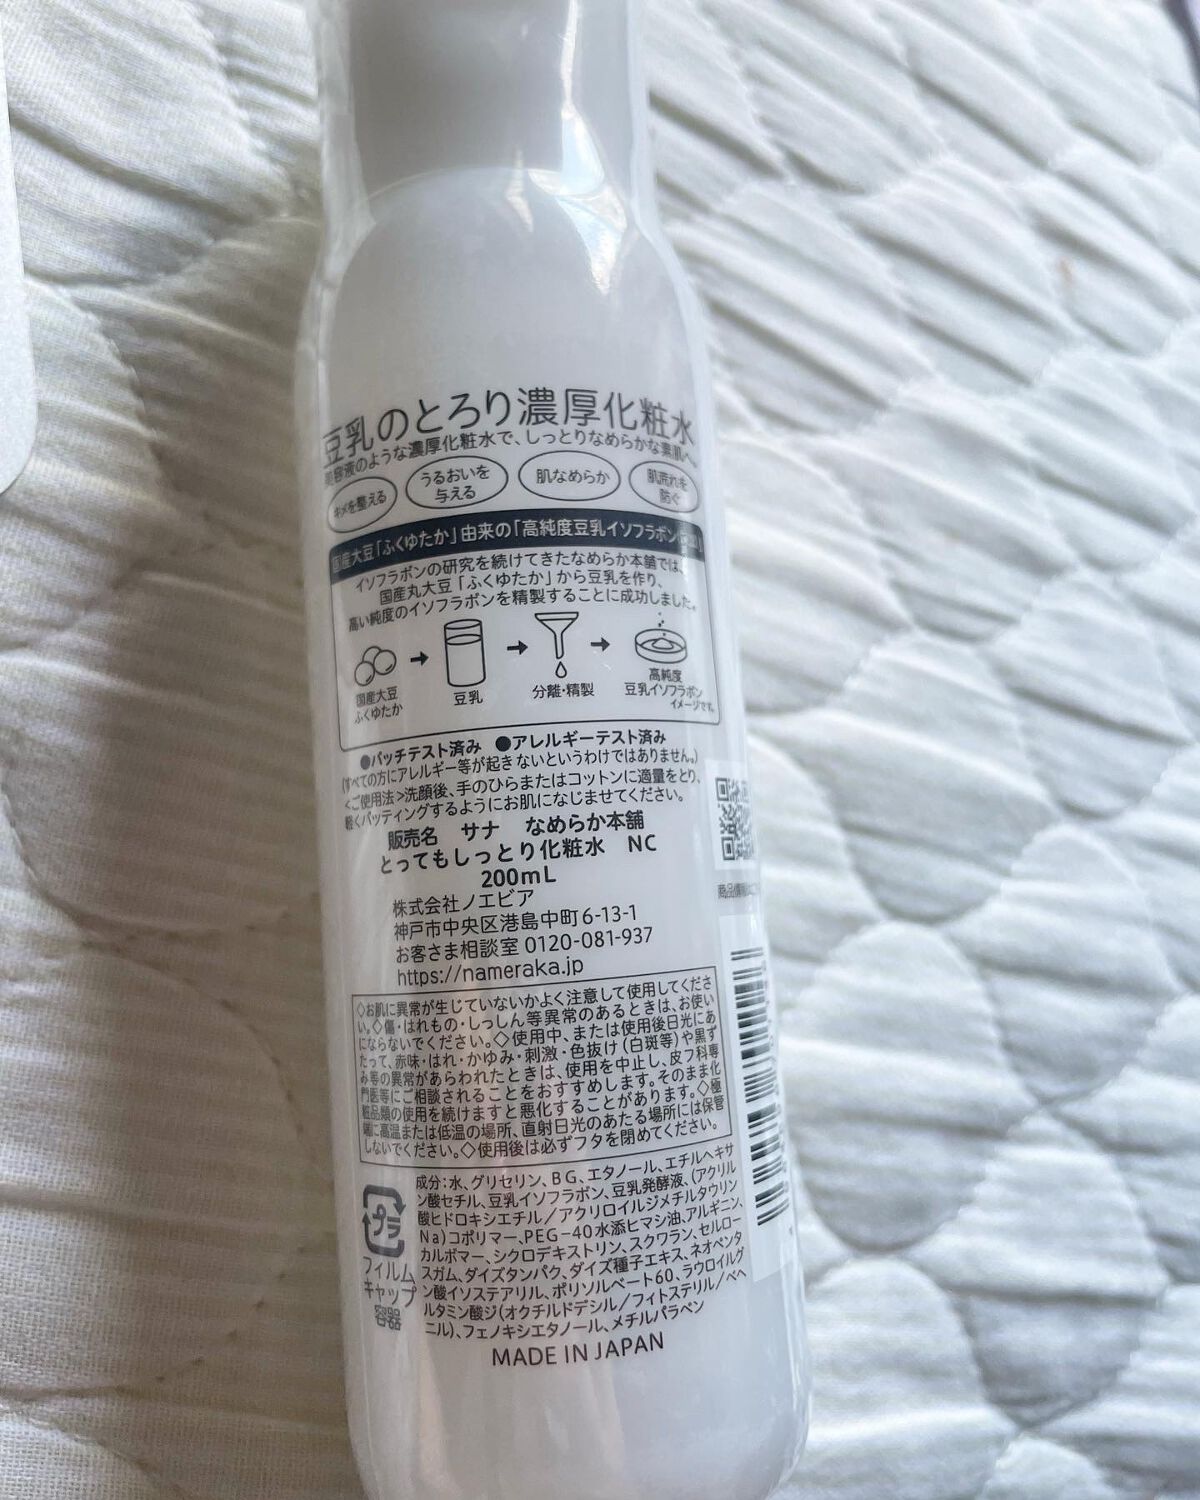 豆乳のとろり濃厚化粧水
美容液のような濃厚化粧水で、しっとりなめらかな素肌へ。
キメを整える
うるおいを
与える
肌なめらか
肌荒れを
防ぐ
国産大豆「ふくゆたか」由来の「高純度豆乳イソフラボン
イソフラボンの研究を続けてきたなめらか本舗では、
国産丸大豆「ふくゆたか」から豆乳を作り、
高い純度のイソフラボンを精製することに成功しました。
国産大豆
ふくゆたか
豆乳
分離・精製
高純度
豆乳イソフラボン
イメージです。
●パッチテスト済み ●アレルギーテスト済み
(すべての方にアレルギー等が起きないというわけではありません。)
<ご使用法>洗顔後、手のひらまたはコットンに適量をとり、
軽くパッティングするようにお肌になじませてください。
販売名 サナ なめらか本舗
とってもしっとり化粧水 NC
200mL
株式会社ノエビア
神戸市中央区港島中町6-13-1
お客さま相談室 0120-081-937
https://nameraka.jp
◇お肌に異常が生じていないかよく注意して使用してくださ
い。◇傷・はれもの・しっしん等異常のあるときは、お使い
にならないでください。◇使用中、または使用後日光にあ
たって、赤味・はれ・かゆみ・刺激・色抜け(白斑等)や黒ず
み等の異常があらわれたときは、使用を中止し、皮フ科専
門医等にご相談されることをおすすめします。そのまま化
粧品類の使用を続けますと悪化することがあります。◇極
端に高温または低温の場所、直射日光のあたる場所には保管
しないでください。◇使用後は必ずフタを閉めてください。
プラ
フィルム
キャップ
容器
成分:水、グリセリン、BG、エタノール、エチルヘキサ
ン酸セチル、豆乳イソフラボン、豆乳発酵液、(アクリル
酸ヒドロキシエチル/アクリロイルジメチルタウリン
Na)コポリマー、PEG-40水添ヒマシ油、アルギニン、
カルボマー、シクロデキストリン、スクワラン、セルロー
スガム、ダイズタンパク、ダイズ種子エキス、ネオペンタ
ン酸イソステアリル、ポリソルベート60、ラウロイルグ
ルタミン酸ジ(オクチルドデシル/フィトステリル/ベヘ
ニル)、フェノキシエタノール、メチルパラベン
MADE IN JAPAN
商品情報